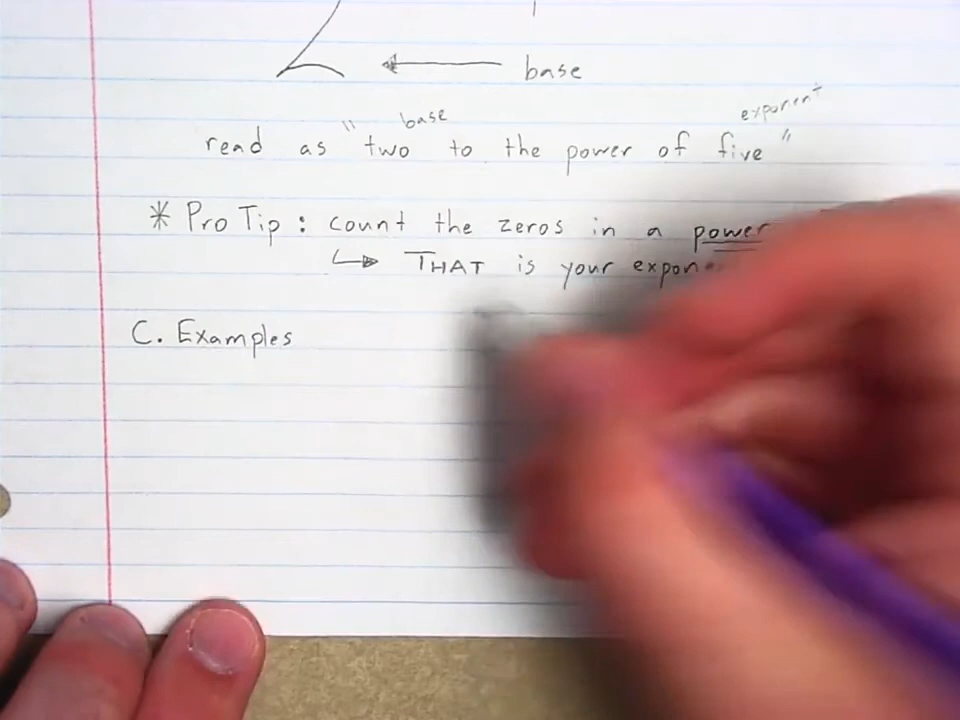 2 ← base
base exponent
read as "two to the power of five"
* Pro Tip: count the zeros in a power
↳ THAT is your
C. Examples